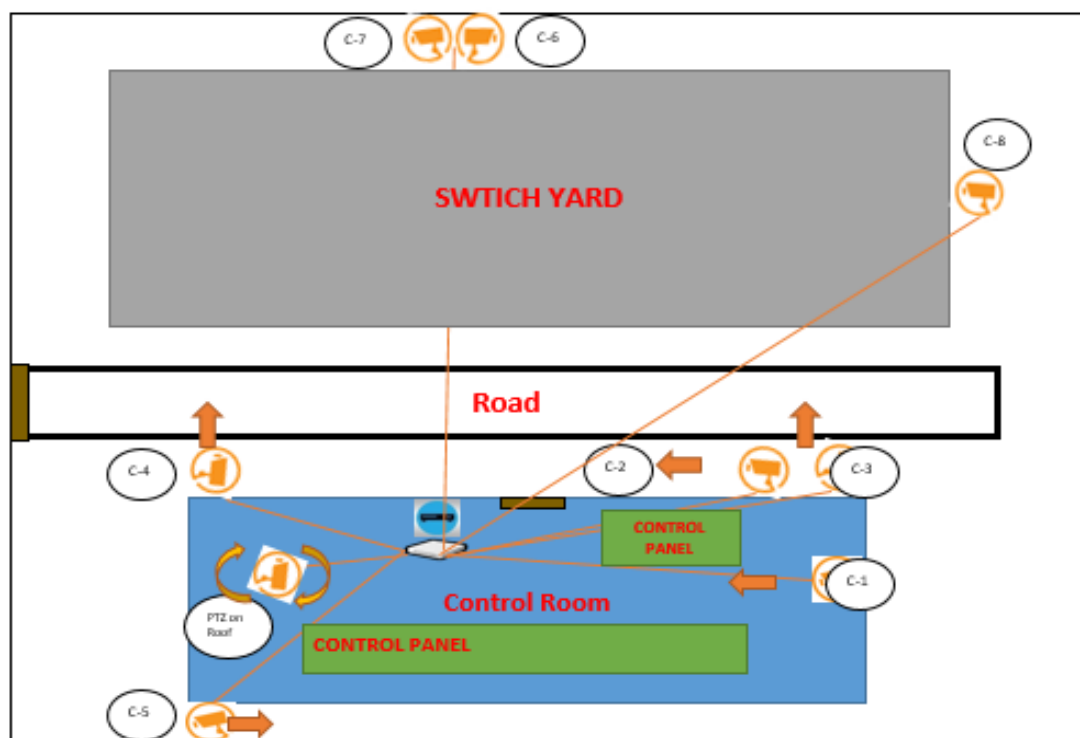 C-7
C-6
C-8
SWTICH YARD
Road
C-4
C-2
C-3
CONTROL
PANEL
C-1
Control Room
PTZ on
Roof
CONTROL PANEL
C-5